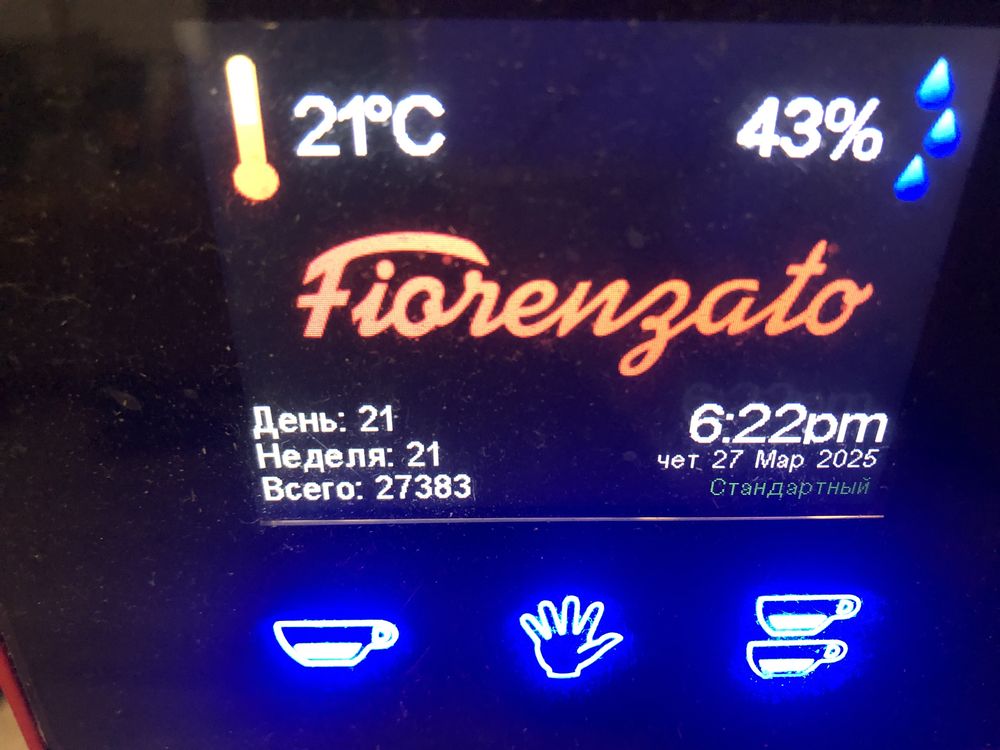 21°C
43%
Fiorenzato
День: 21
Неделя: 21
Всего: 27383
6:22pm
чет 27 Мар 2025
Стандартный